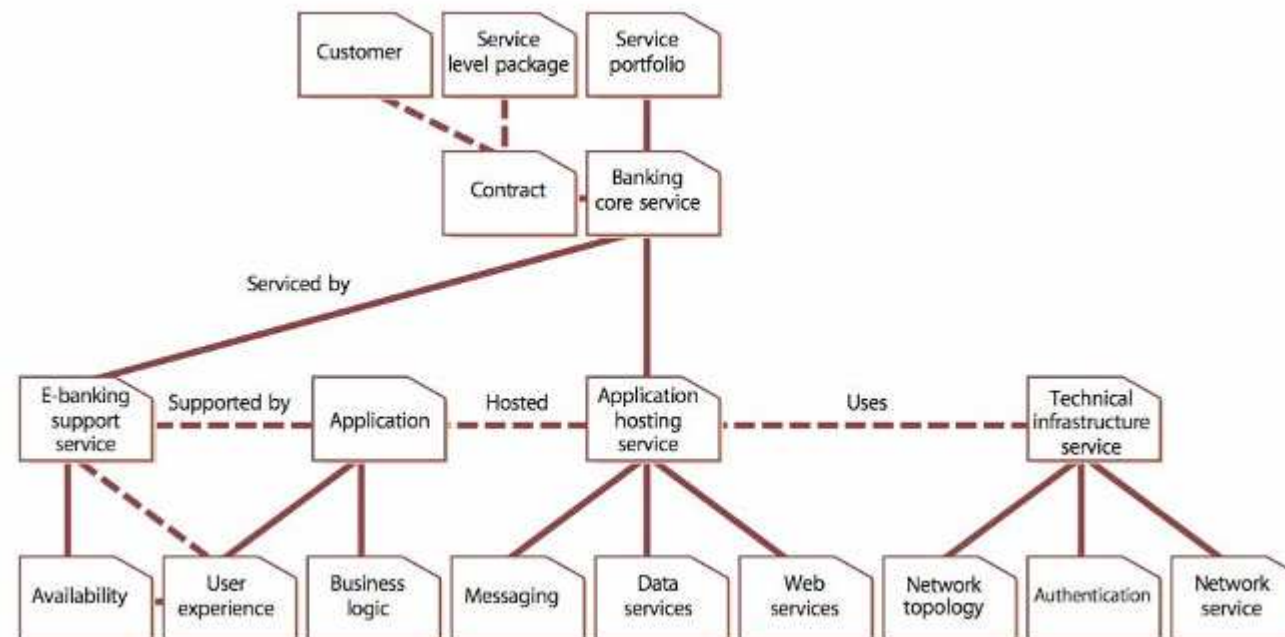 Customer
Service
level package
Service
portfolio
Contract
Banking
core service
Serviced by
E-banking
support
service
Supported by
Application
Hosted
Application
hosting
service
Uses
Technical
infrastructure
service
Availability
User
experience
Business
logic
Messaging
Data
services
Web
services
Network
topology
Authentication
Network
service